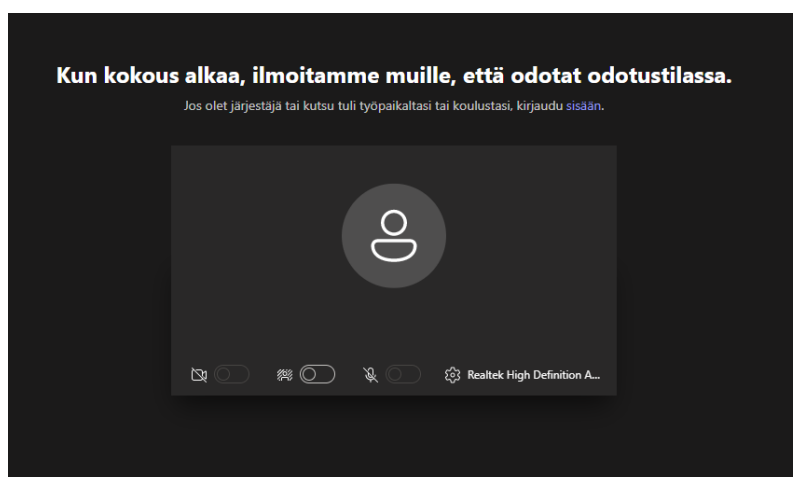 Kun kokous alkaa, ilmoitamme muille, että odotat odotustilassa.
Jos olet järjestäjä tai kutsu tuli työpaikaltasi tai koulustasi, kirjaudu sisään.
Realtek High Definition A...